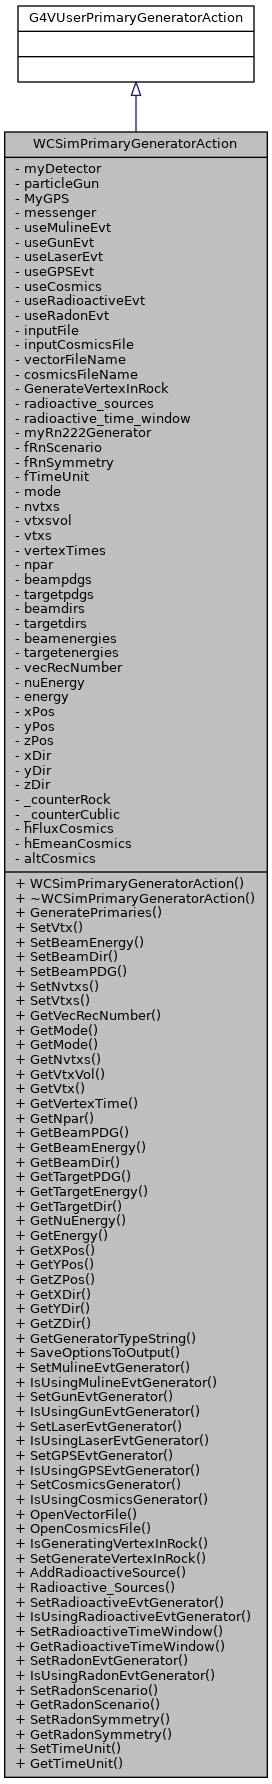 G4VUserPrimaryGeneratorAction
WCSimPrimaryGeneratorAction
- myDetector
- particleGun
- MyGPS
- messenger
- useMulineEvt
- useGunEvt
- useLaserEvt
- useGPSEvt
- useCosmics
- useRadioactiveEvt
- useRadonEvt
- inputFile
- inputCosmicsFile
- vectorFileName
- cosmicsFileName
- GenerateVertexInRock
- radioactive_sources
- radioactive_time_window
- myRn222Generator
- fRnScenario
- fRnSymmetry
- fTimeUnit
- mode
- nvtxs
- vtxsvol
- vtxs
- vertexTimes
- npar
- beampdgs
- targetpdgs
- beamdirs
- targetdirs
- beamenergies
- targetenergies
- vecRecNumber
- nuEnergy
- energy
- xPos
- yPos
- zPos
- xDir
- yDir
- zDir
- _counterRock
- _counterCublic
- hFluxCosmics
- hEmeanCosmics
- altCosmics
+ WCSimPrimaryGeneratorAction()
+ ~WCSimPrimaryGeneratorAction()
+ GeneratePrimaries()
+ SetVtx()
+ SetBeamEnergy()
+ SetBeamDir()
+ SetBeamPDG()
+ SetNvtxs()
+ SetVtxs()
+ GetVecRecNumber()
+ GetMode()
+ GetMode()
+ GetNvtxs()
+ GetVtxVol()
+ GetVtx()
+ GetVertexTime()
+ GetNpar()
+ GetBeamPDG()
+ GetBeamEnergy()
+ GetBeamDir()
+ GetTargetPDG()
+ GetTargetEnergy()
+ GetTargetDir()
+ GetNuEnergy()
+ GetEnergy()
+ GetXPos()
+ GetYPos()
+ GetZPos()
+ GetXDir()
+ GetYDir()
+ GetZDir()
+ GetGeneratorTypeString()
+ SaveOptionsToOutput()
+ SetMulineEvtGenerator()
+ IsUsingMulineEvtGenerator()
+ SetGunEvtGenerator()
+ IsUsingGunEvtGenerator()
+ SetLaserEvtGenerator()
+ IsUsingLaserEvtGenerator()
+ SetGPSEvtGenerator()
+ IsUsingGPSEvtGenerator()
+ SetCosmicsGenerator()
+ IsUsingCosmicsGenerator()
+ OpenVectorFile()
+ OpenCosmicsFile()
+ IsGeneratingVertexInRock()
+ SetGenerateVertexInRock()
+ AddRadioactiveSource()
+ Radioactive_Sources()
+ SetRadioactiveEvtGenerator()
+ IsUsingRadioactiveEvtGenerator()
+ SetRadioactiveTimeWindow()
+ GetRadioactiveTimeWindow()
+ SetRadonEvtGenerator()
+ IsUsingRadonEvtGenerator()
+ SetRadonScenario()
+ GetRadonScenario()
+ SetRadonSymmetry()
+ GetRadonSymmetry()
+ SetTimeUnit()
+ GetTimeUnit()